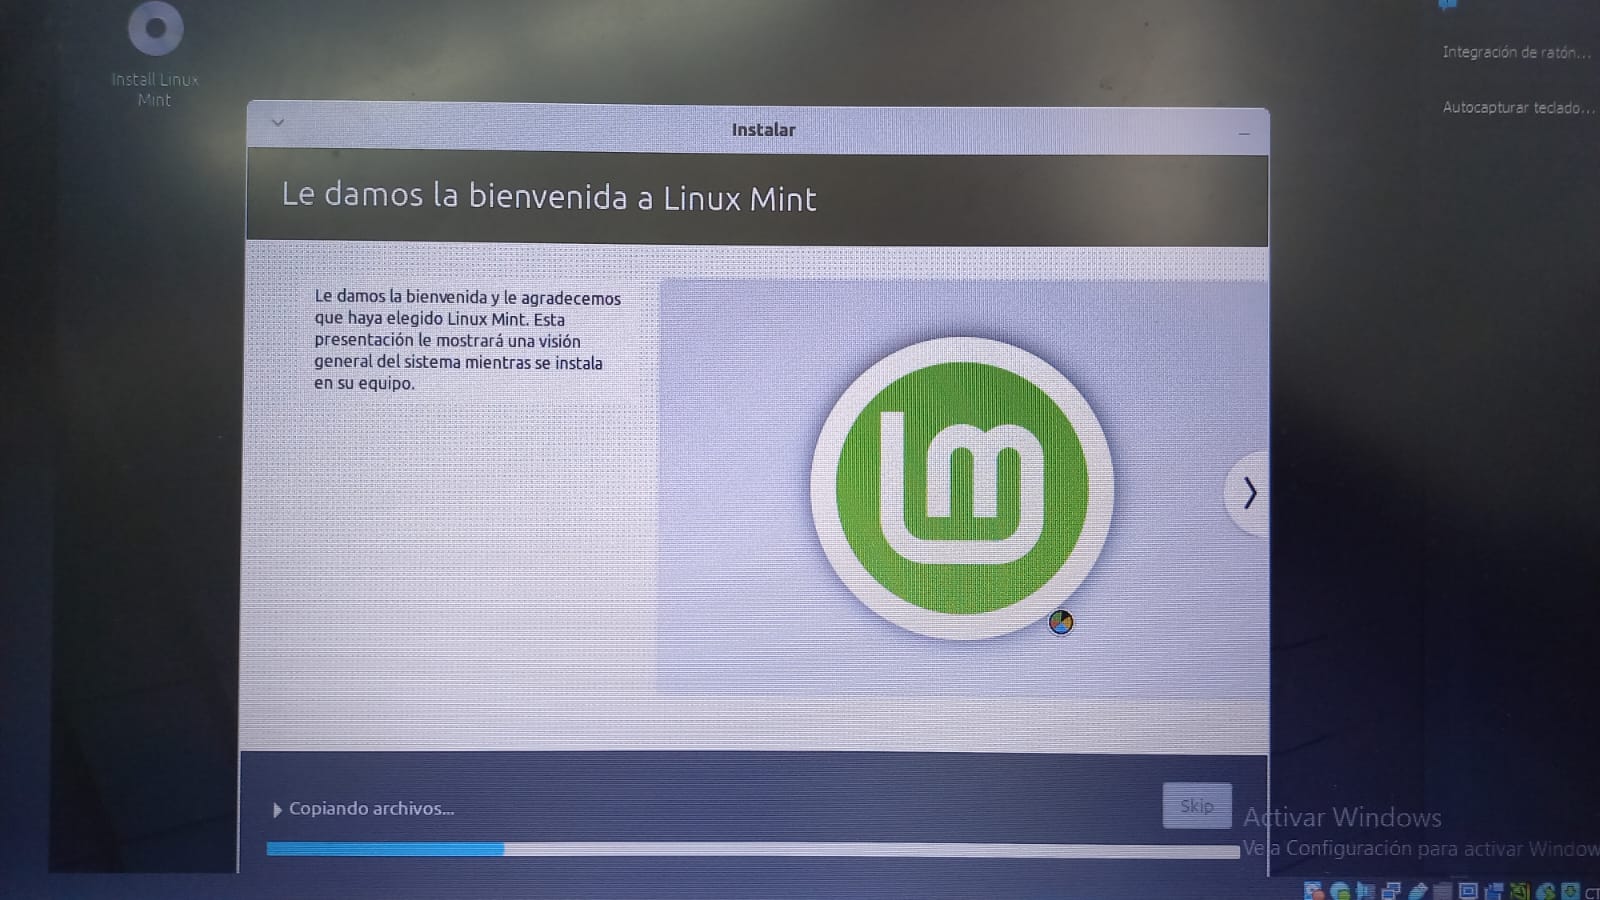 Install Linux
Mint
Integración de ratón...
Autocapturar teclado...
Instalar
Le damos la bienvenida a Linux Mint
Le damos la bienvenida y le agradecemos
que haya elegido Linux Mint. Esta
presentación le mostrará una visión
general del sistema mientras se instala
en su equipo.
Copiando archivos...
Skip
Activar Windows
Ve a Configuración para activar Window